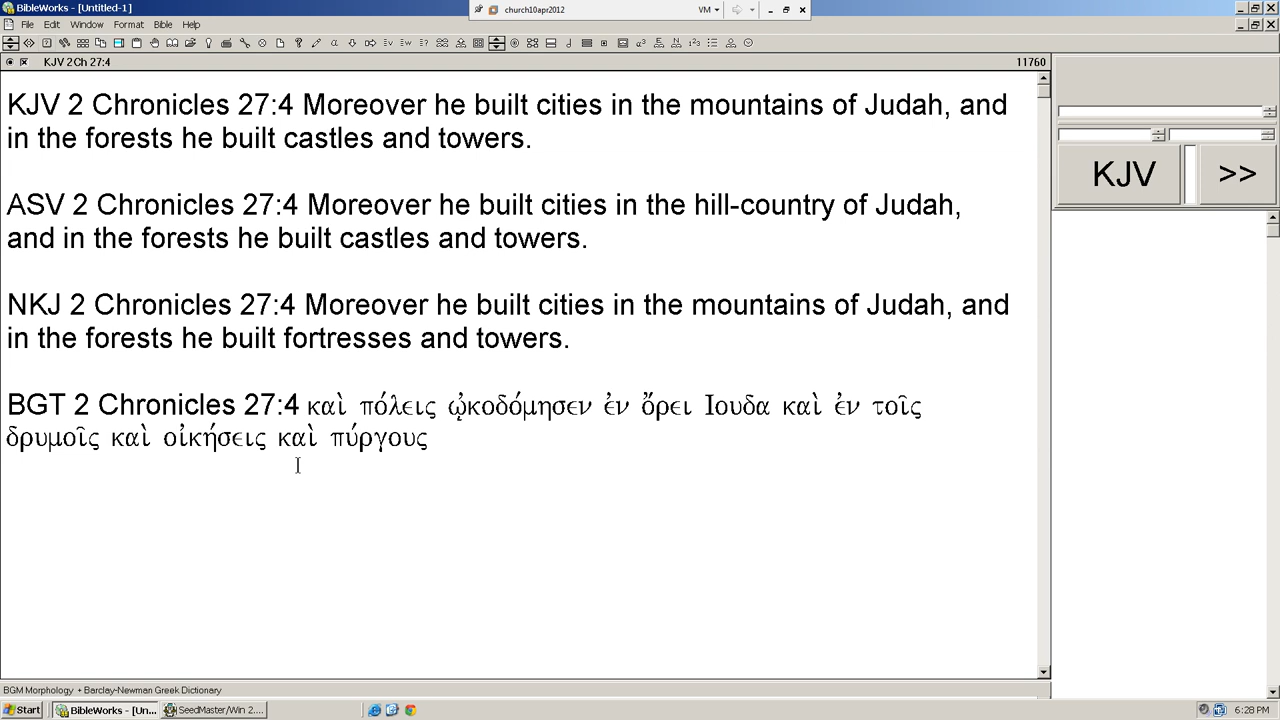 BibleWorks - [Untitled-1]
church10apr2012
VM
File Edit Window Format Bible Help
KJV 2Ch 27:4
11760
KJV 2 Chronicles 27:4 Moreover he built cities in the mountains of Judah, and
in the forests he built castles and towers.
ASV 2 Chronicles 27:4 Moreover he built cities in the hill-country of Judah,
and in the forests he built castles and towers.
NKJ 2 Chronicles 27:4 Moreover he built cities in the mountains of Judah, and
in the forests he built fortresses and towers.
BGT 2 Chronicles 27:4 καὶ πόλεις ᾠκοδόμησεν ἐν ὄρει Ιουδα καὶ ἐν τοῖς
δρυμοῖς καὶ οἰκήσεις καὶ πύργους
KJV >>
BGM Morphology + Barclay-Newman Greek Dictionary
Start
BibleWorks - [Un...
SeedMaster/Win 2....
6:28 PM